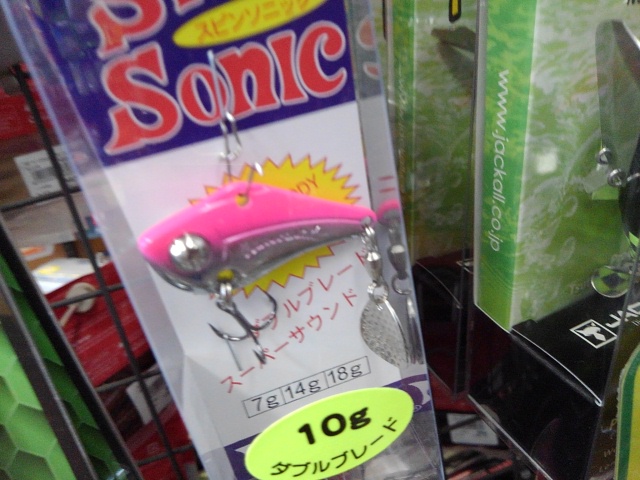 スピンソニック
Sonic
ダブルブレード
スーパーサウンド
7g 14g 18g
10g
ダブルブレード
www.jackall.co.jp